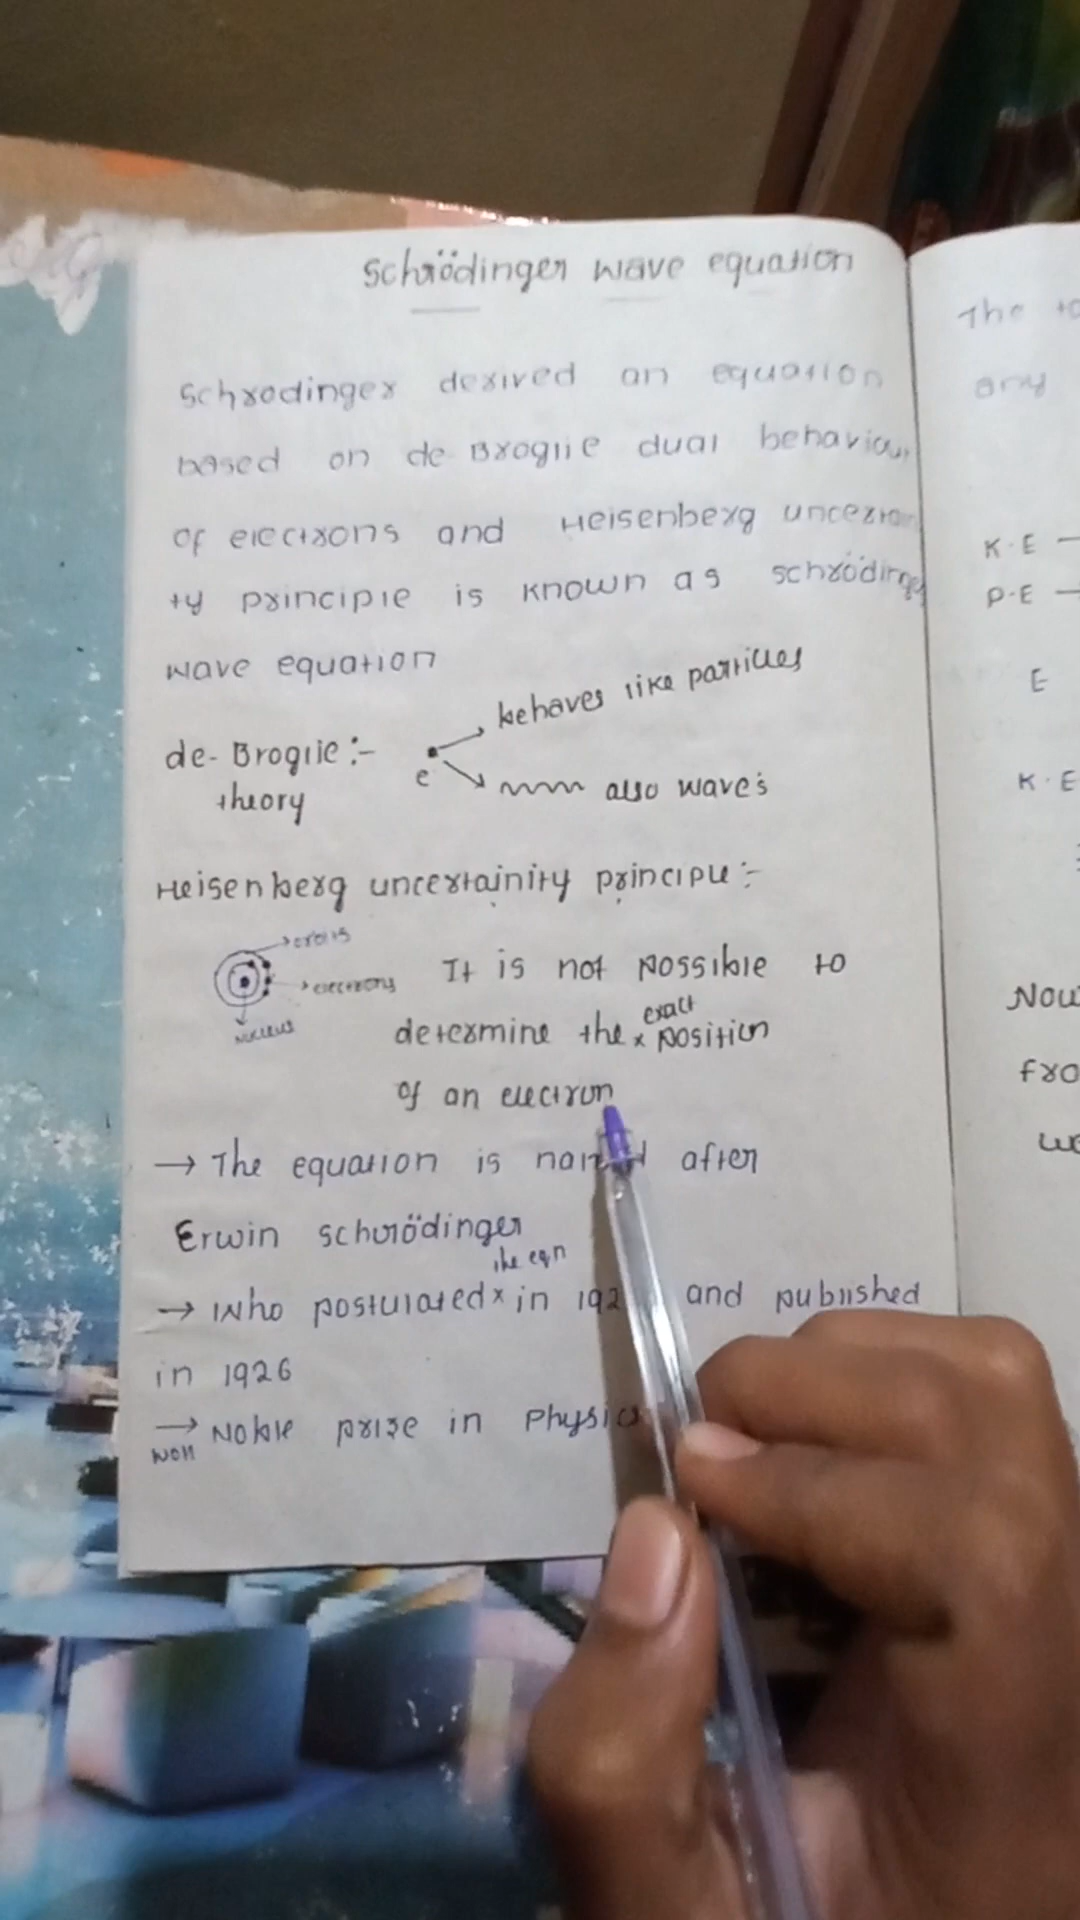 Schrödinger wave equation
Schrodinger derived an equation
based on de Broglie dual behaviour
of electrons and Heisenberg uncertain
ty principle is known as schrödinger
wave equation
behaves like particles
de-Broglie :-
e
also wave's
theory
Heisenberg uncertainity principle :-
orbits
It is not possible to
electrons
exact
nucleus
determine the x position
of an electron
→ The equation is named after
Erwin schrödinger
the eqn
→ Who postulated x in and published
in 1926
→ Noble prize in Physics
won
The
any
K.E
P.E
E
K.E
Now
we